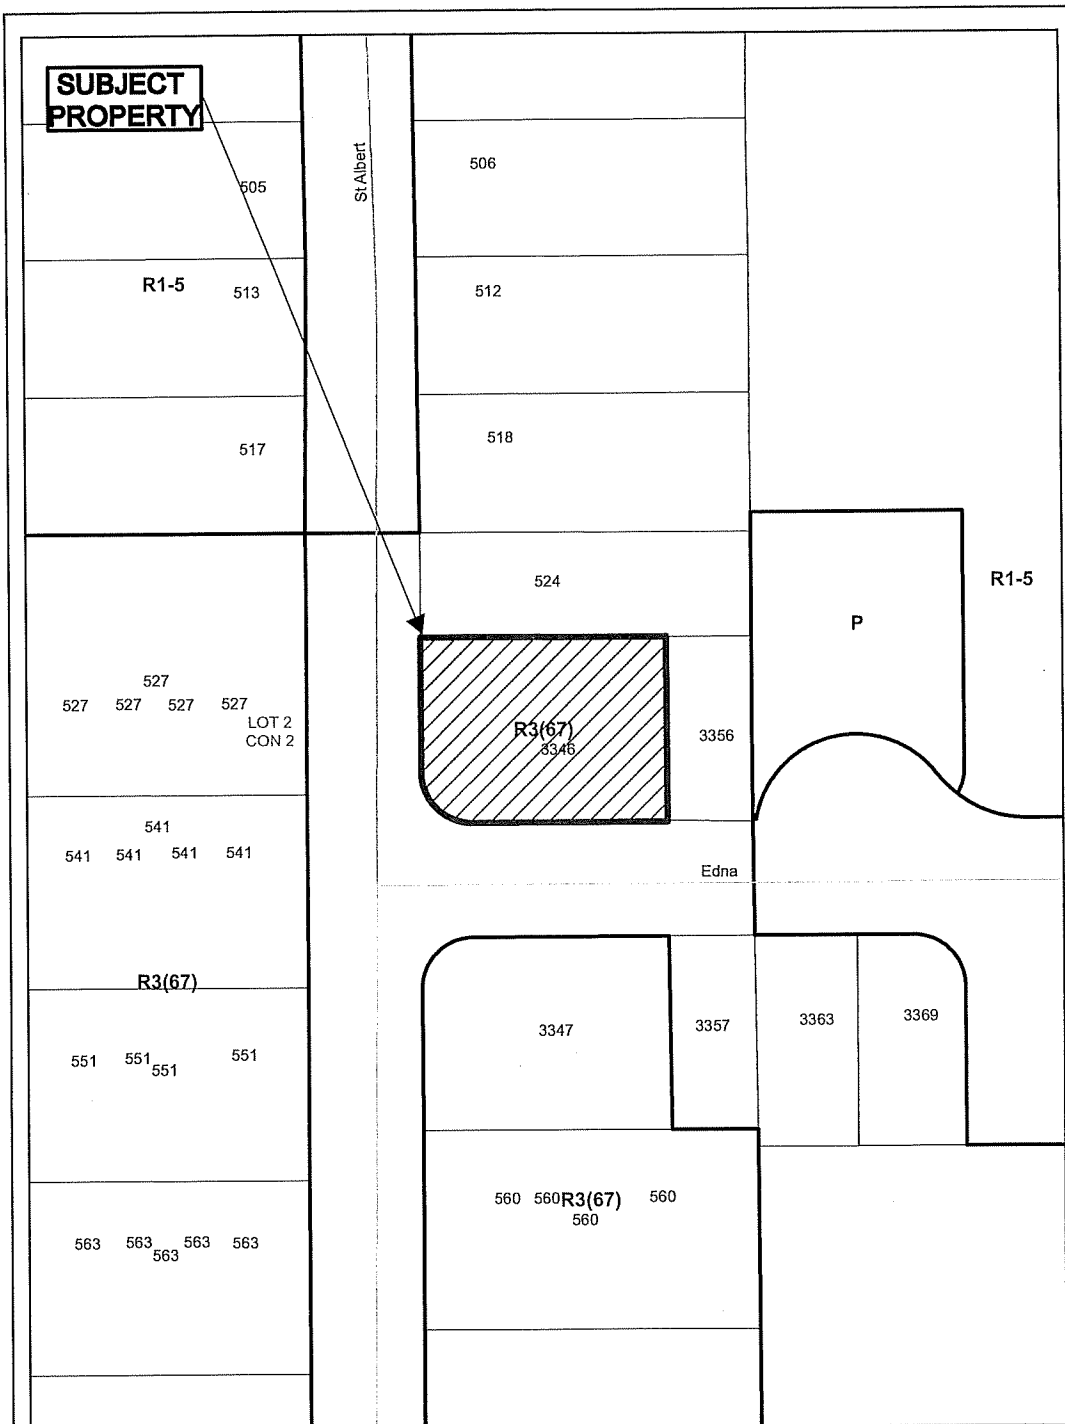 SUBJECT
PROPERTY
St Albert
505
506
R1-5
513
512
517
518
524
R1-5
P
527
527 527 527 527
LOT 2
CON 2
R3(67)
3346
3356
541
541 541 541 541
Edna
R3(67)
3347
3357
3363
3369
551 551 551
551
560 560 R3(67) 560
560
563 563 563 563
563